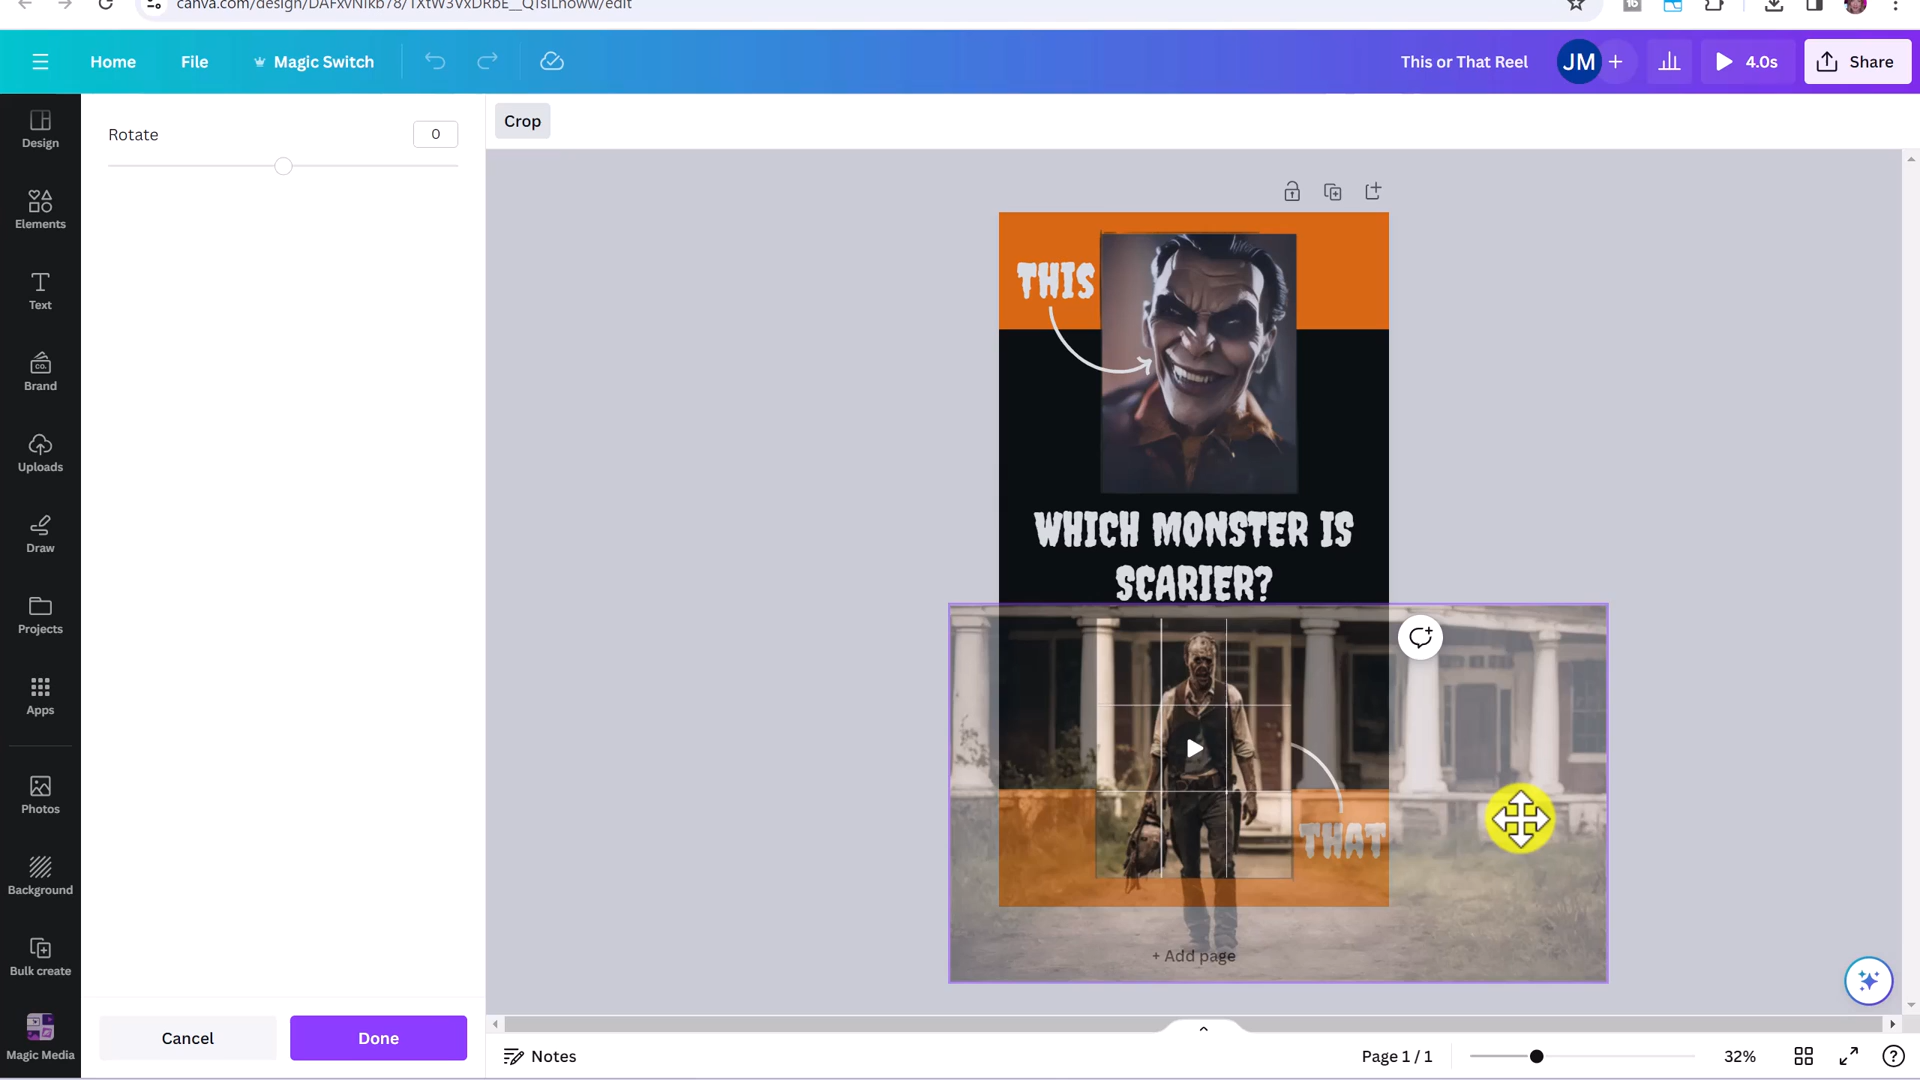 canva.com/design/DAFxvNikb78/1XtW3VxDRbE__Q1sILhoww/edit
Home
File
Magic Switch
This or That Reel
JM
4.0s
Share
Design
Elements
Text
Brand
Uploads
Draw
Projects
Apps
Photos
Background
Bulk create
Magic Media
Rotate
0
Crop
THIS
WHICH MONSTER IS
SCARIER?
THAT
+ Add page
Cancel
Done
Notes
Page 1 / 1
32%